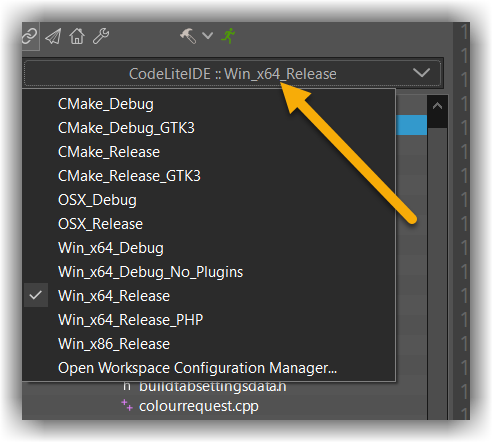 CodeLiteIDE :: Win_x64_Release
CMake_Debug
CMake_Debug_GTK3
CMake_Release
CMake_Release_GTK3
OSX_Debug
OSX_Release
Win_x64_Debug
Win_x64_Debug_No_Plugins
Win_x64_Release
Win_x64_Release_PHP
Win_x86_Release
Open Workspace Configuration Manager...
h buildtabsettingsdata.h
colourrequest.cpp